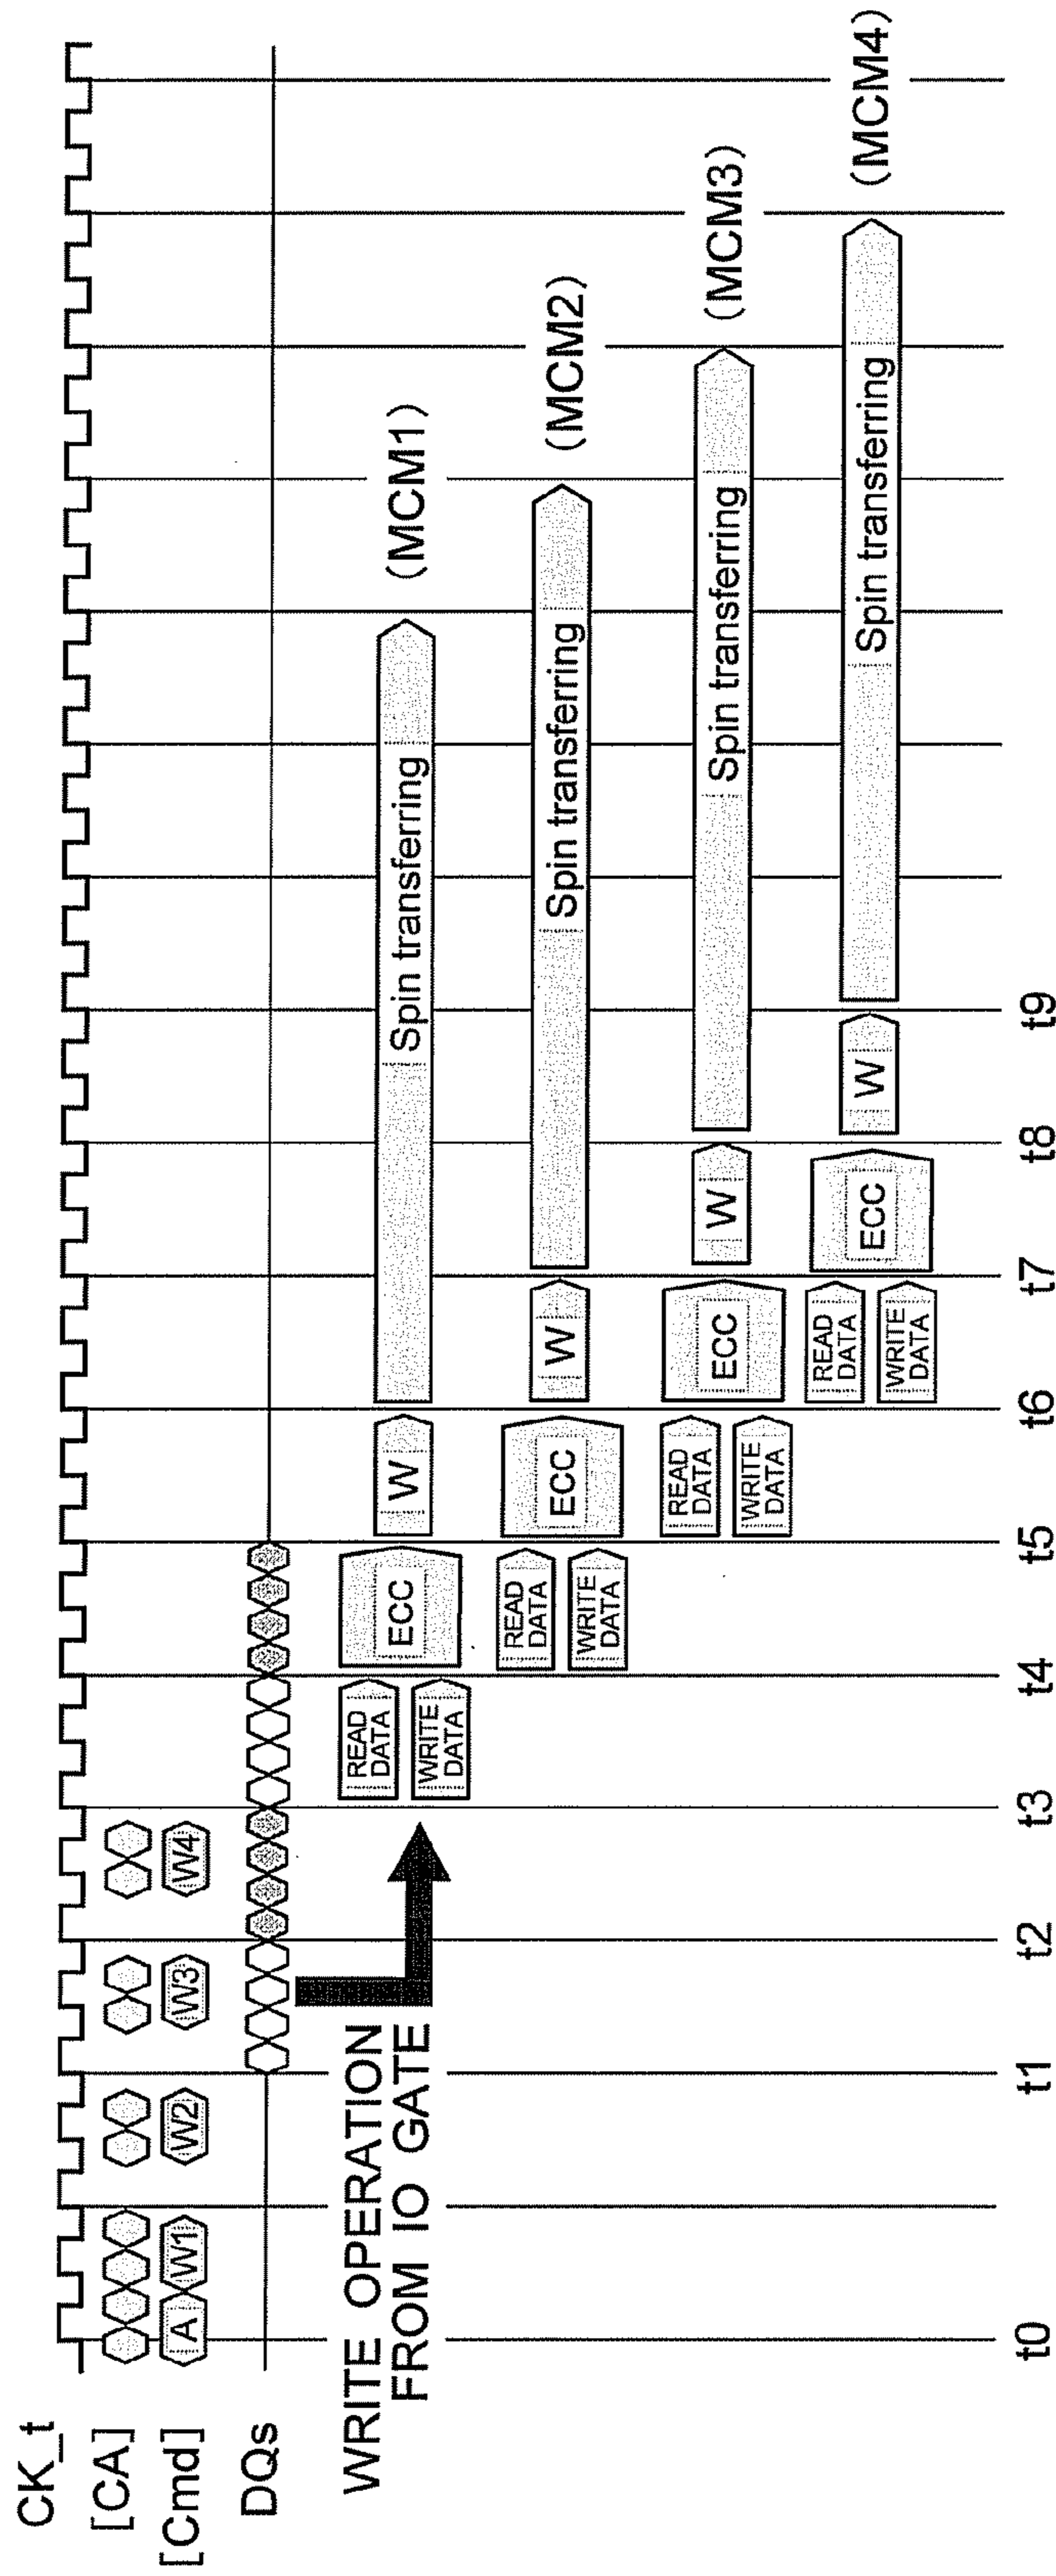 CK_t
[CA]
[Cmd]
A W1 W2 W3 W4
DQs
WRITE OPERATION
FROM IO GATE
READ
DATA
WRITE
DATA
ECC
W
Spin transferring
(MCM1)
READ
DATA
WRITE
DATA
ECC
W
Spin transferring
(MCM2)
READ
DATA
WRITE
DATA
ECC
W
Spin transferring
(MCM3)
READ
DATA
WRITE
DATA
ECC
W
Spin transferring
(MCM4)
t0 t1 t2 t3 t4 t5 t6 t7 t8 t9